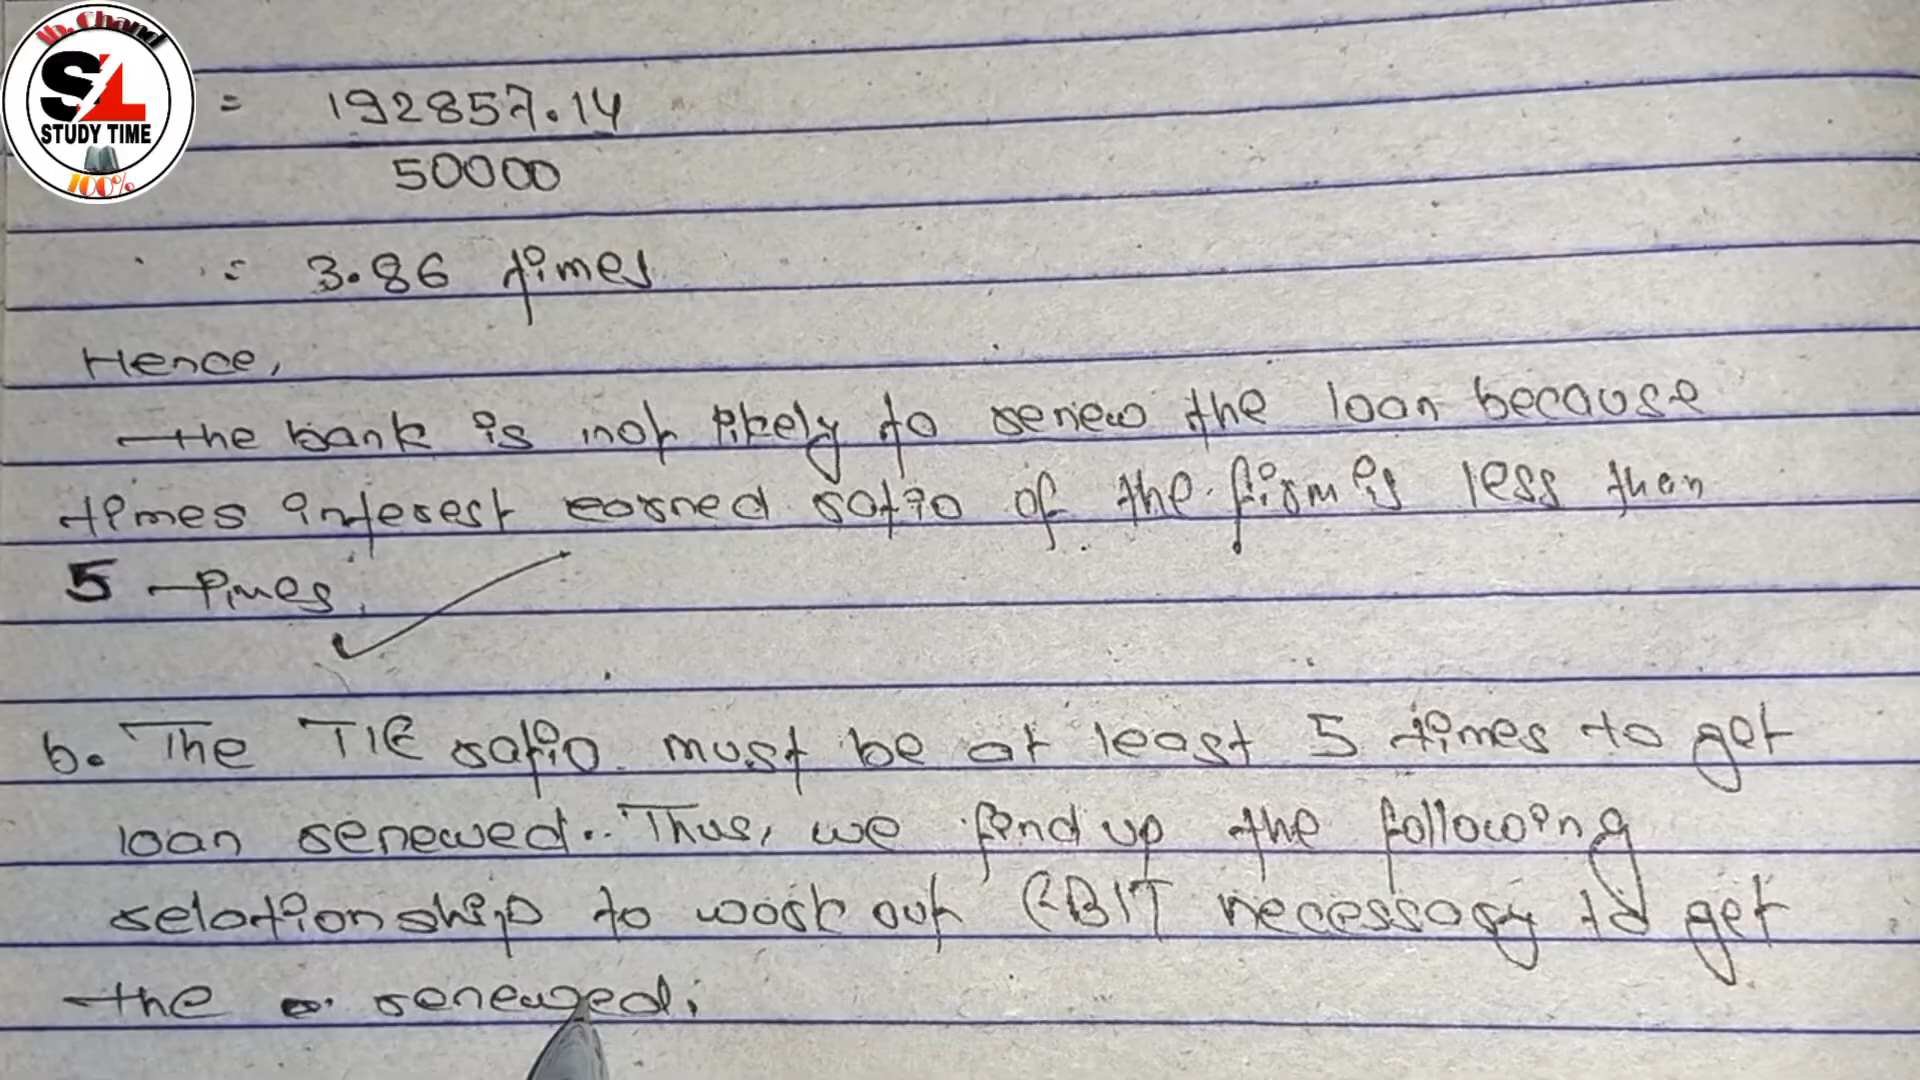 Mr. Chand
SL
STUDY TIME
100%
= 192857.14
50000
= 3.86 times
Hence,
the bank is not likely to renew the loan because
times interest earned ratio of the firm is less than
5 times.
b. The TIE ratio must be at least 5 times to get
loan renewed.. Thus, we find up the following
relationship to work out EBIT necessary to get
the renewed.